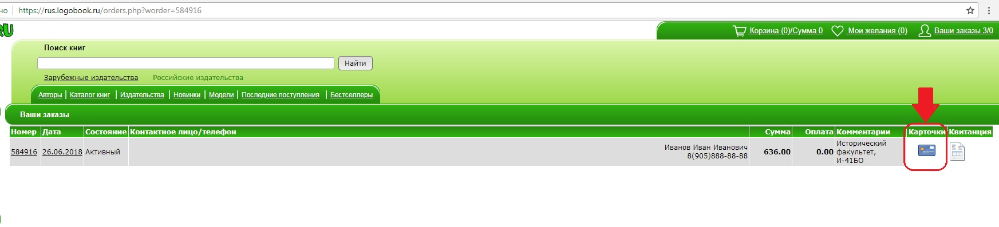 но https://rus.logobook.ru/orders.php?worder=584916
RU
Корзина (0)/Сумма 0 Мои желания (0) Ваши заказы 3/0
Поиск книг
Найти
Зарубежные издательства Российские издательства
Авторы | Каталог книг | Издательства | Новинки | Модели | Последние поступления | Бестселлеры
Ваши заказы
Номер Дата Состояние Контактное лицо/телефон Сумма Оплата Комментарии Карточки Квитанция
584916 26.06.2018 Активный Иванов Иван Иванович 636.00 0.00 Исторический
8(905)888-88-88 факультет,
И-41БО